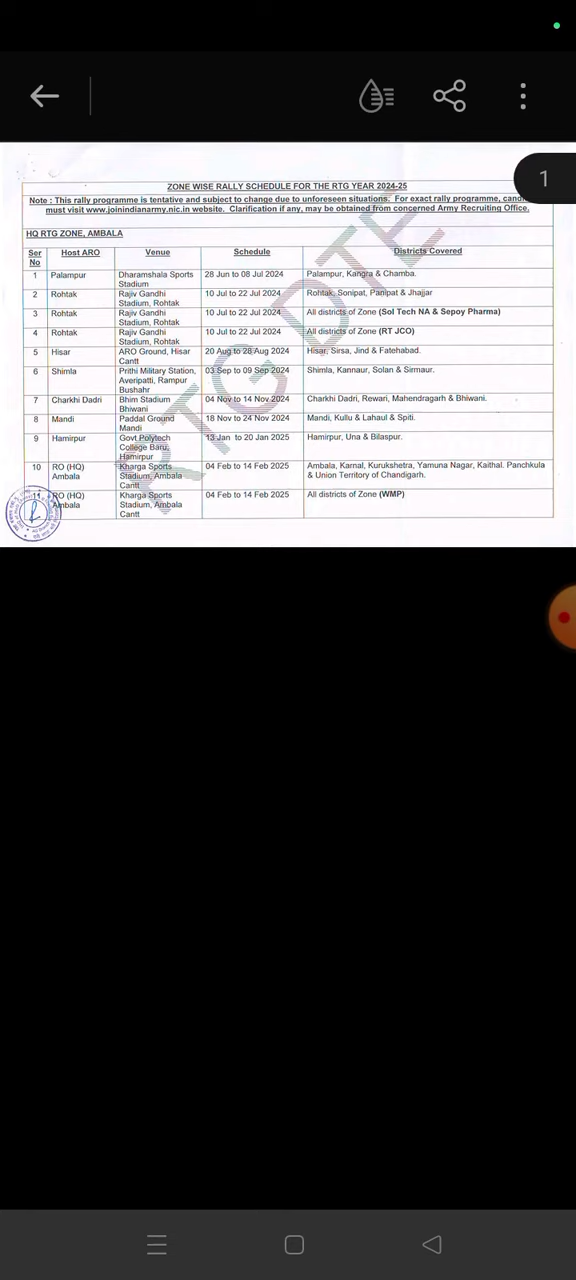 1
ZONE WISE RALLY SCHEDULE FOR THE RTG YEAR 2024-25
Note : This rally programme is tentative and subject to change due to unforeseen situations. For exact rally programme, cand
must visit www.joinindianarmy.nic.in website. Clarification if any, may be obtained from concerned Army Recruiting Office.
HQ RTG ZONE, AMBALA
Ser No Host ARO Venue Schedule Districts Covered
1 Palampur Dharamshala Sports 28 Jun to 08 Jul 2024 Palampur, Kangra & Chamba.
Stadium
2 Rohtak Rajiv Gandhi 10 Jul to 22 Jul 2024 Rohtak, Sonipat, Panipat & Jhajjar
Stadium, Rohtak
3 Rohtak Rajiv Gandhi 10 Jul to 22 Jul 2024 All districts of Zone (Sol Tech NA & Sepoy Pharma)
Stadium, Rohtak
4 Rohtak Rajiv Gandhi 10 Jul to 22 Jul 2024 All districts of Zone (RT JCO)
Stadium, Rohtak
5 Hisar ARO Ground, Hisar 20 Aug to 28 Aug 2024 Hisar, Sirsa, Jind & Fatehabad.
Cantt
6 Shimla Prithi Military Station, 03 Sep to 09 Sep 2024 Shimla, Kannaur, Solan & Sirmaur.
Averipatti, Rampur
Bushahr
7 Charkhi Dadri Bhim Stadium 04 Nov to 14 Nov 2024 Charkhi Dadri, Rewari, Mahendragarh & Bhiwani.
Bhiwani
8 Mandi Paddal Ground 18 Nov to 24 Nov 2024 Mandi, Kullu & Lahaul & Spiti.
Mandi
9 Hamirpur Govt Polytech 13 Jan to 20 Jan 2025 Hamirpur, Una & Bilaspur.
College Baru,
Hamirpur
10 RO (HQ) Kharga Sports 04 Feb to 14 Feb 2025 Ambala, Karnal, Kurukshetra, Yamuna Nagar, Kaithal. Panchkula
Ambala Stadium, Ambala & Union Territory of Chandigarh.
Cantt
11 RO (HQ) Kharga Sports 04 Feb to 14 Feb 2025 All districts of Zone (WMP)
Ambala Stadium, Ambala
Cantt
RTG DTE